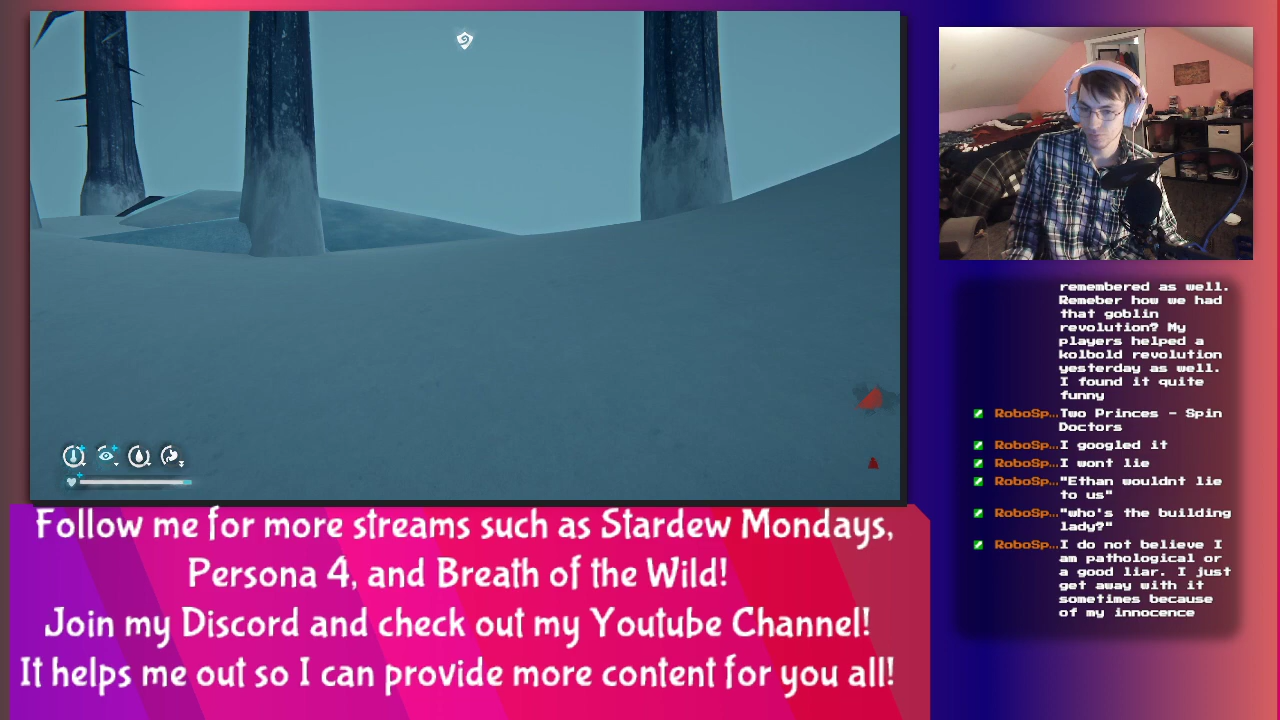 remembered as well.
Remeber how we had
that goblin
revolution? My
players helped a
kolbold revolution
yesterday as well.
I found it quite
funny
RoboSp...Two Princes - Spin
Doctors
RoboSp...I googled it
RoboSp...I wont lie
RoboSp..."Ethan wouldnt lie
to us"
RoboSp..."who's the building
lady?"
RoboSp...I do not believe I
am pathological or
a good liar. I just
get away with it
sometimes because
of my innocence
Follow me for more streams such as Stardew Mondays,
Persona 4, and Breath of the Wild!
Join my Discord and check out my Youtube Channel!
It helps me out so I can provide more content for you all!